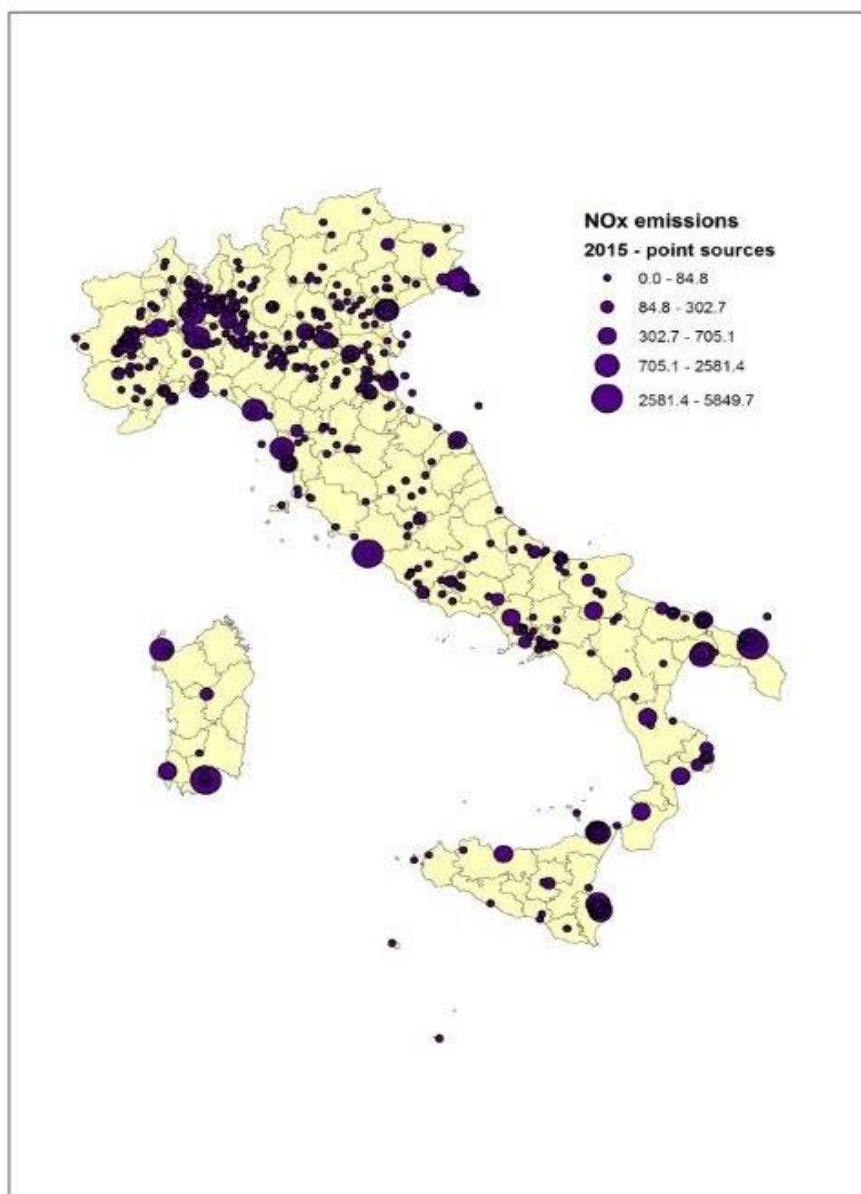 NOx emissions
2015 - point sources
0.0 - 84.8
84.8 - 302.7
302.7 - 705.1
705.1 - 2581.4
2581.4 - 5849.7